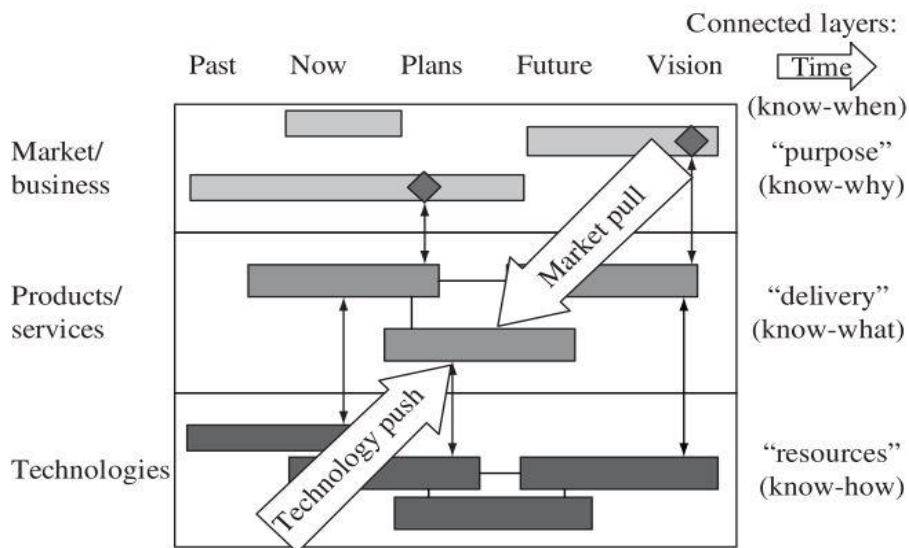 Connected layers:
Past Now Plans Future Vision Time
(know-when)
Market/
business
“purpose”
(know-why)
Market pull
Products/
services
“delivery”
(know-what)
Technology push
Technologies
“resources”
(know-how)